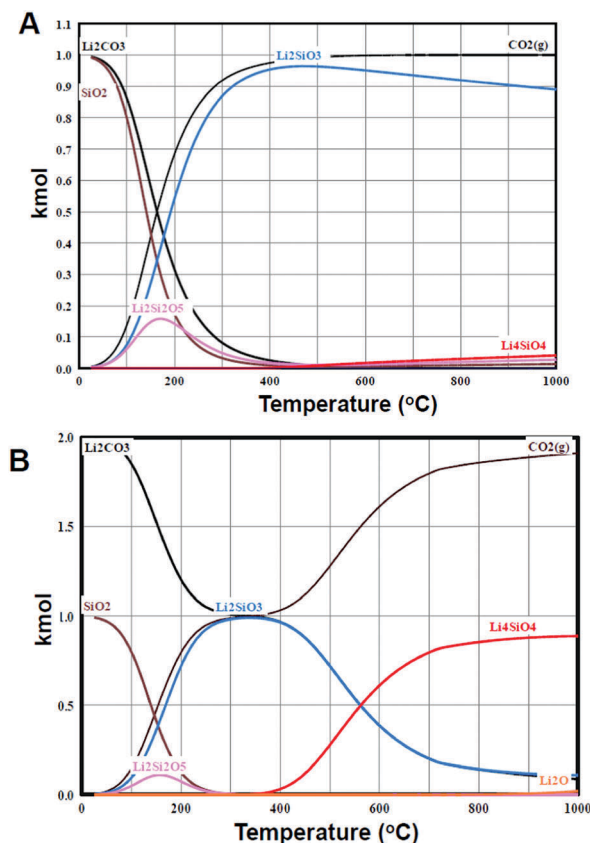 A
1.1
Li2CO3
CO2(g)
1.0
Li2SiO3
0.9
SiO2
0.8
0.7
0.6
kmol
0.5
0.4
0.3
Li2Si2O5
0.2
0.1
Li4SiO4
0.0
0 200 400 600 800 1000
Temperature (oC)
B
2.0
Li2CO3
CO2(g)
1.5
kmol
SiO2
Li2SiO3
1.0
Li4SiO4
0.5
Li2Si2O5
Li2O
0.0
0 200 400 600 800 1000
Temperature (oC)